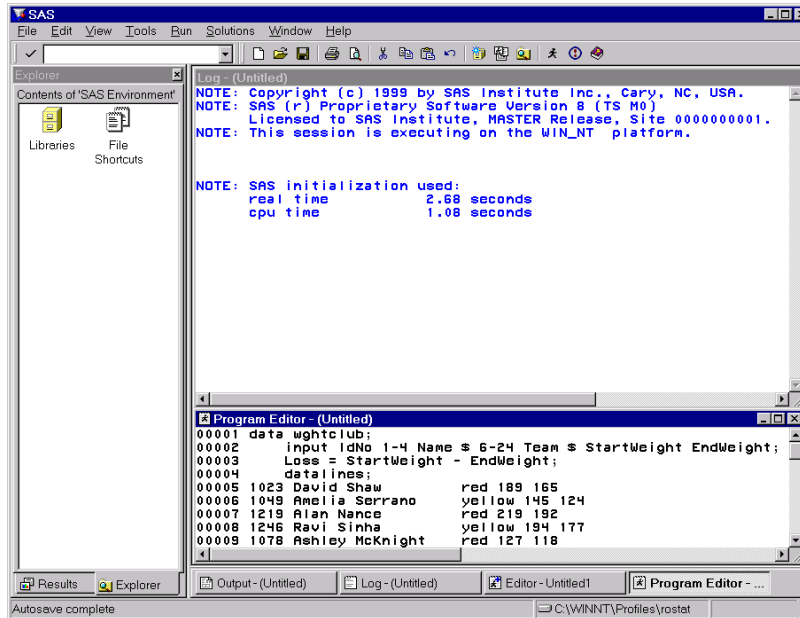 SAS
File Edit View Tools Run Solutions Window Help
Explorer
Contents of 'SAS Environment'
Libraries
File Shortcuts
Log - (Untitled)
NOTE: Copyright (c) 1999 by SAS Institute Inc., Cary, NC, USA.
NOTE: SAS (r) Proprietary Software Version 8 (TS M0)
      Licensed to SAS Institute, MASTER Release, Site 0000000001.
NOTE: This session is executing on the WIN_NT  platform.
NOTE: SAS initialization used:
      real time           2.68 seconds
      cpu time            1.08 seconds
Program Editor - (Untitled)
00001 data wghtclub;
00002     input IdNo 1-4 Name $ 6-24 Team $ StartWeight EndWeight;
00003     Loss = StartWeight - EndWeight;
00004     datalines;
00005 1023 David Shaw         red 189 165
00006 1049 Amelia Serrano     yellow 145 124
00007 1219 Alan Nance         red 219 192
00008 1246 Ravi Sinha         yellow 194 177
00009 1078 Ashley McKnight    red 127 118
Results
Explorer
Output - (Untitled)
Log - (Untitled)
Editor - Untitled1
Program Editor - ...
Autosave complete
C:\WINNT\Profiles\rostat